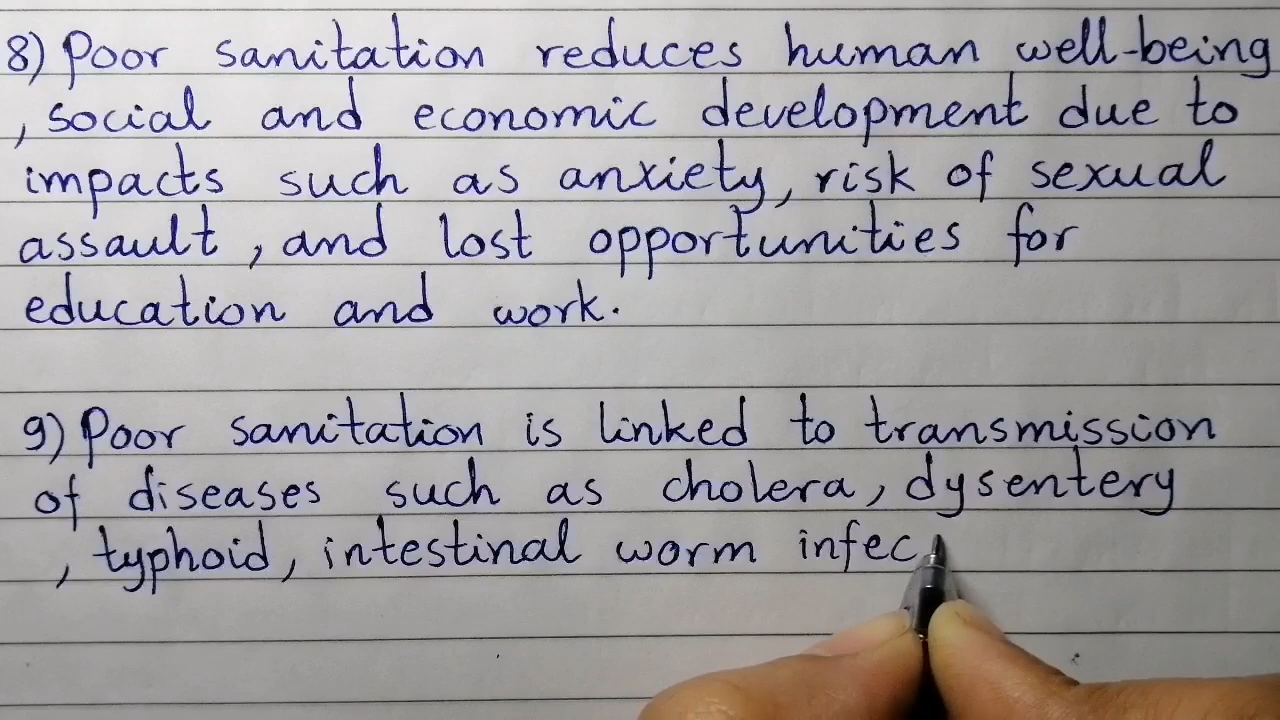 8) Poor sanitation reduces human well-being
, social and economic development due to
impacts such as anxiety, risk of sexual
assault, and lost opportunities for
education and work.
9) Poor sanitation is linked to transmission
of diseases such as cholera, dysentery
, typhoid, intestinal worm infec